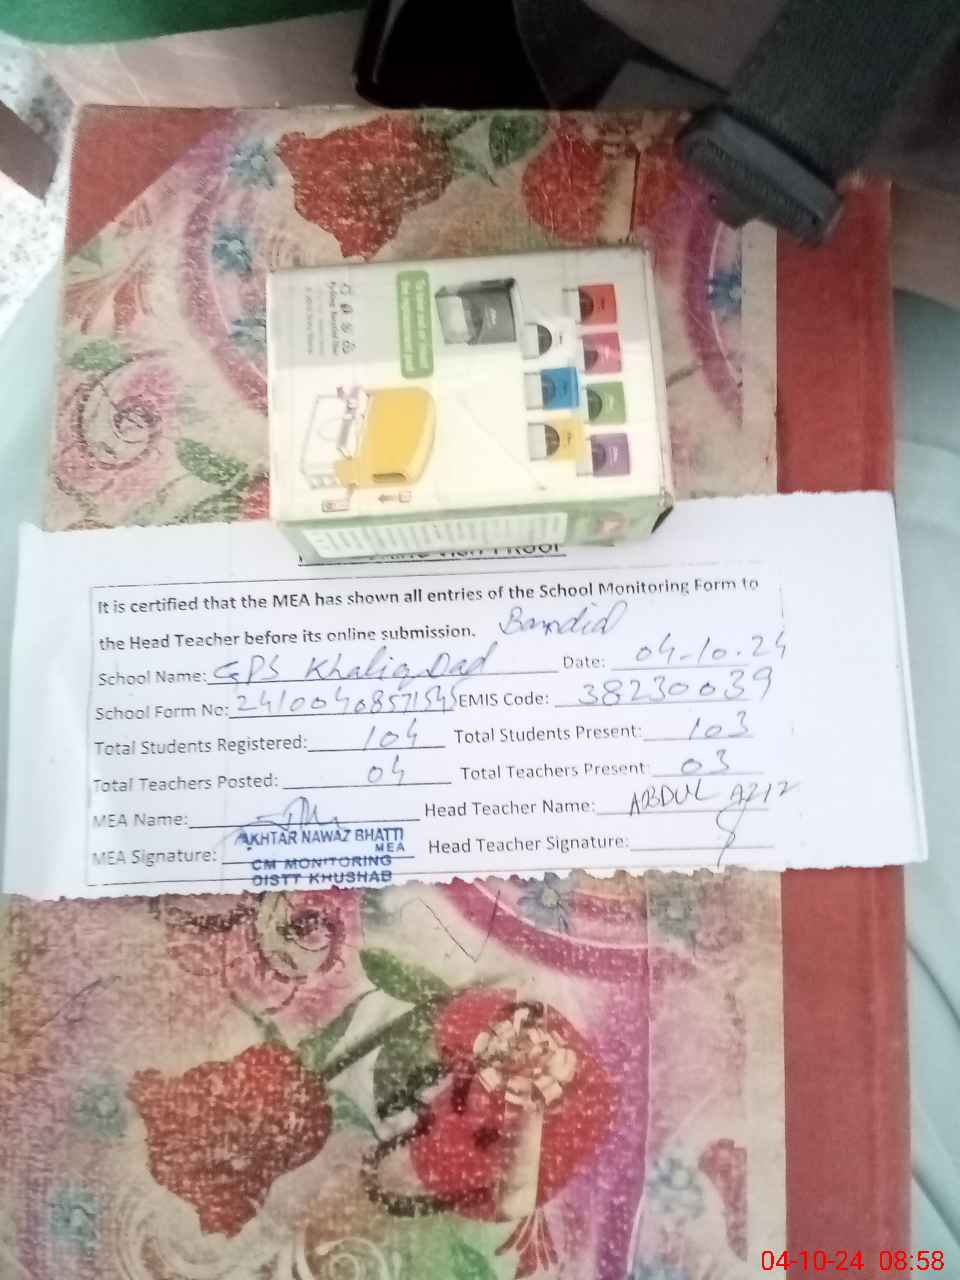 It is certified that the MEA has shown all entries of the School Monitoring Form to
the Head Teacher before its online submission. Bandial
School Name: GPS Khaliq Dad Date: 04-10-24
School Form No: 2410040857545 EMIS Code: 38230039
Total Students Registered: 104 Total Students Present: 103
Total Teachers Posted: 04 Total Teachers Present: 03
MEA Name: Head Teacher Name: ABDUL AZIZ
AKHTAR NAWAZ BHATTI
MEA
MEA Signature: Head Teacher Signature:
CM MONITORING
DISTT KHUSHAB
04-10-24 08:58